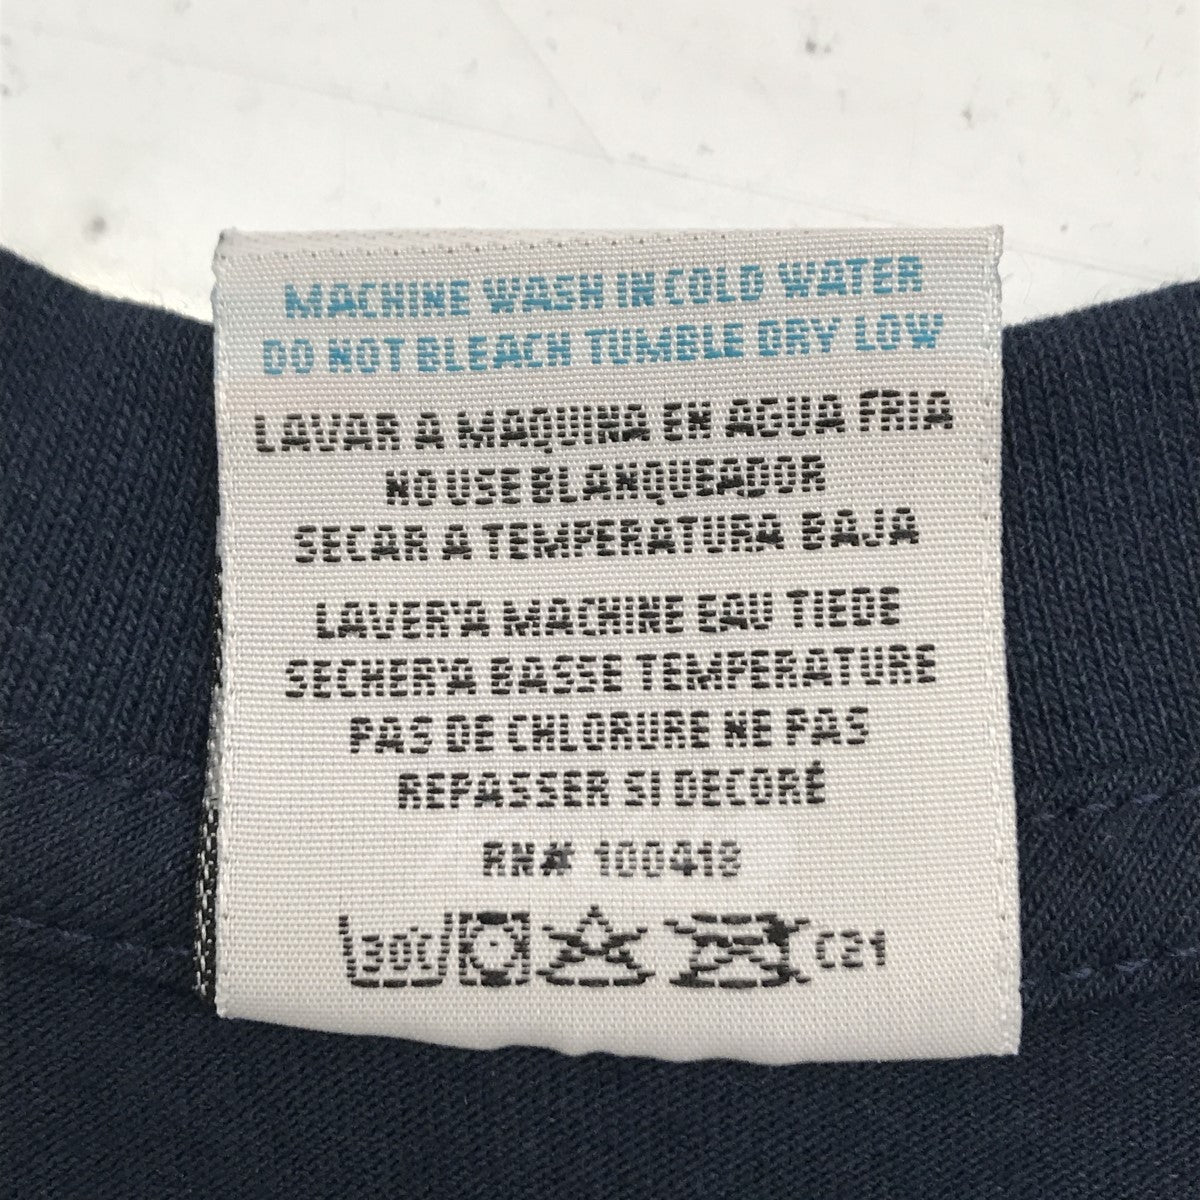 MACHINE WASH IN COLD WATER
DO NOT BLEACH TUMBLE DRY LOW
LAVAR A MAQUINA EN AGUA FRIA
NO USE BLANQUEADOR
SECAR A TEMPERATURA BAJA
LAVER'A MACHINE EAU TIEDE
SECHER'A BASSE TEMPERATURE
PAS DE CHLORURE NE PAS
REPASSER SI DECORÉ
RN# 100418
30C C21